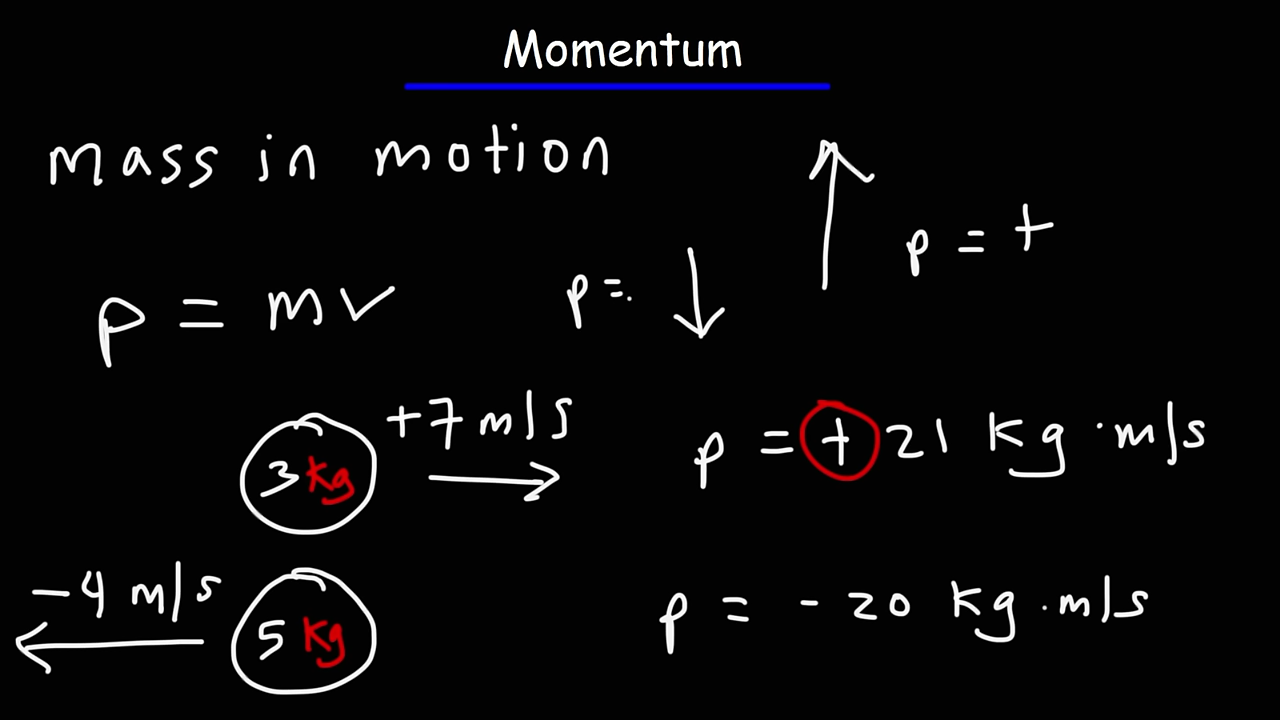 Momentum
mass in motion
p = +
p = mv
p =
+7 m/s
3 kg
p = + 21 kg · m/s
-4 m/s
5 kg
p = - 20 kg · m/s